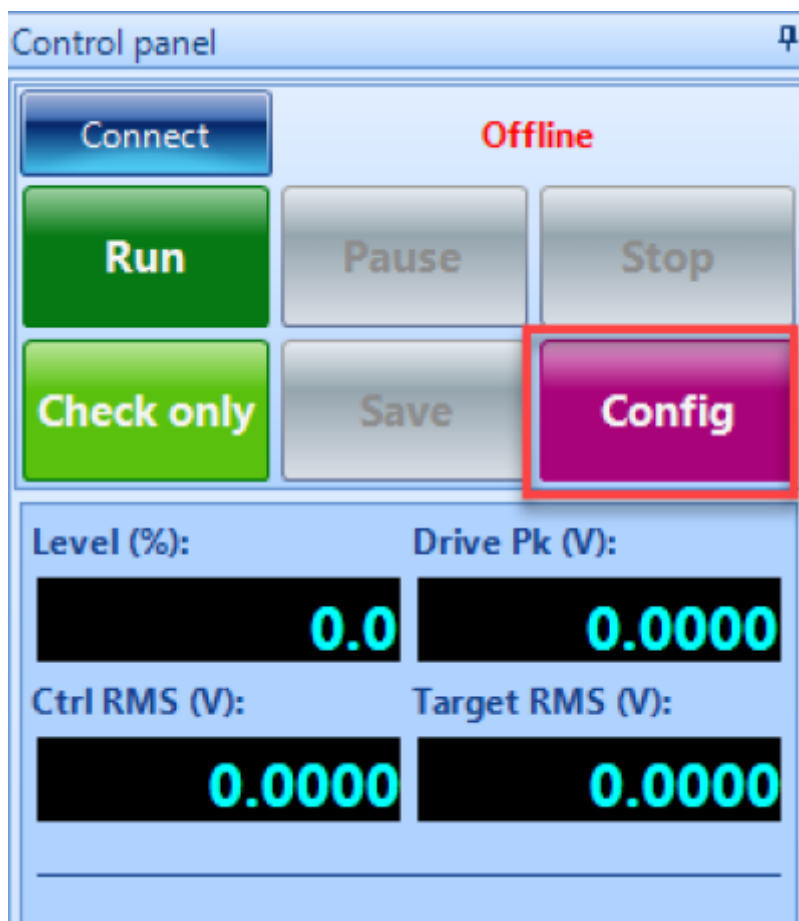 Control panel
Connect Offline
Run Pause Stop
Check only Save Config
Level (%): Drive Pk (V):
0.0 0.0000
Ctrl RMS (V): Target RMS (V):
0.0000 0.0000